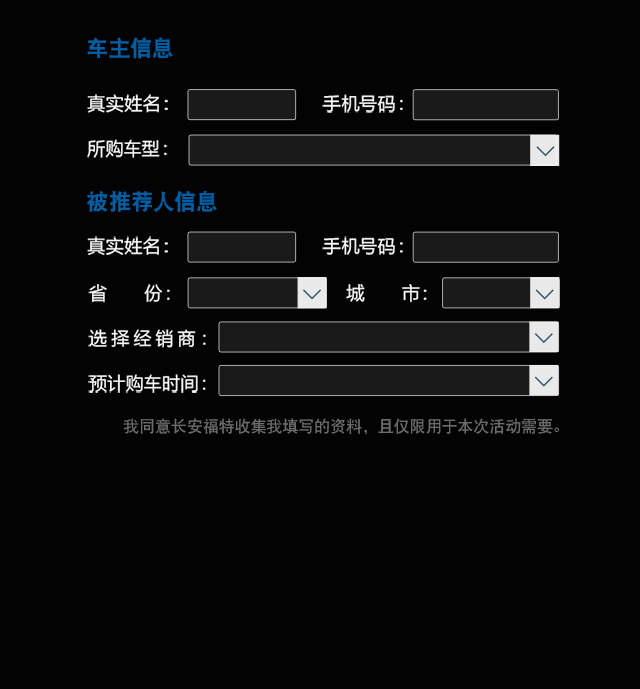 车主信息
真实姓名： 手机号码：
所购车型：
被推荐人信息
真实姓名： 手机号码：
省 份： 城 市：
选择经销商：
预计购车时间：
我同意长安福特收集我填写的资料，且仅限用于本次活动需要。